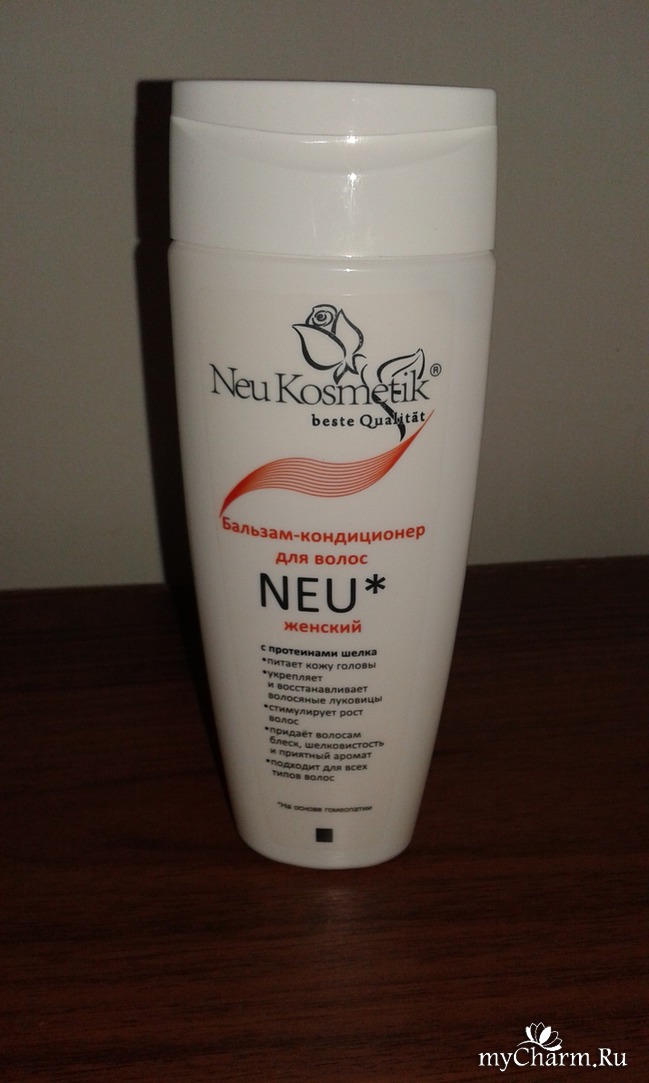 Neu Kosmetik®
beste Qualität
Бальзам-кондиционер
для волос
NEU*
женский
с протеинами шелка
•питает кожу головы
•укрепляет
и восстанавливает
волосяные луковицы
•стимулирует рост
волос
•придаёт волосам
блеск, шелковистость
и приятный аромат
•подходит для всех
типов волос
*На основе гомеопатии
myCharm.Ru